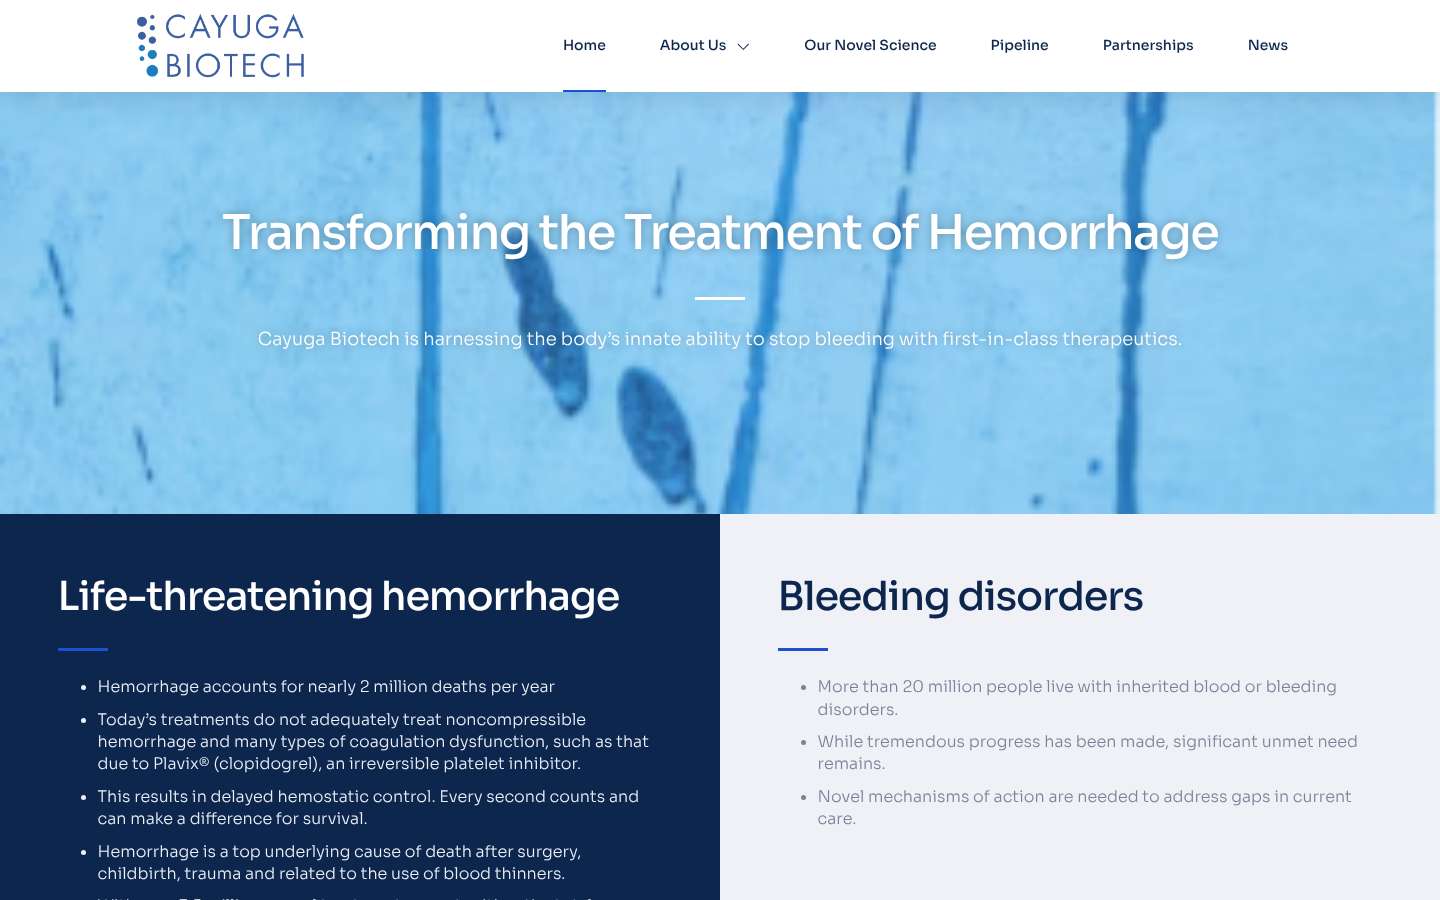 CAYUGA
BIOTECH
Home
About Us
Our Novel Science
Pipeline
Partnerships
News
Transforming the Treatment of Hemorrhage
Cayuga Biotech is harnessing the body's innate ability to stop bleeding with first-in-class therapeutics.
Life-threatening hemorrhage
• Hemorrhage accounts for nearly 2 million deaths per year
• Today's treatments do not adequately treat noncompressible
hemorrhage and many types of coagulation dysfunction, such as that
due to Plavix® (clopidogrel), an irreversible platelet inhibitor.
• This results in delayed hemostatic control. Every second counts and
can make a difference for survival.
• Hemorrhage is a top underlying cause of death after surgery,
childbirth, trauma and related to the use of blood thinners.
Bleeding disorders
• More than 20 million people live with inherited blood or bleeding
disorders.
• While tremendous progress has been made, significant unmet need
remains.
• Novel mechanisms of action are needed to address gaps in current
care.